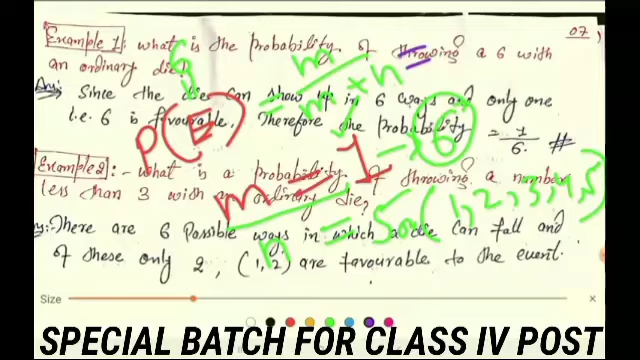 Example 1: What is the Probability of throwing a 6 with 07
an ordinary die?
Ans: Since the die can show up in 6 ways and only one
i.e. 6 is favourable. Therefore the probability = 1/6. #
P(E)
m
n
Example 2:- What is a Probability of throwing a number
less than 3 with an ordinary die?
There are 6 Possible ways in which a die can fall and
of these only 2, (1,2) are favourable to the event.
Size
SPECIAL BATCH FOR CLASS IV POST